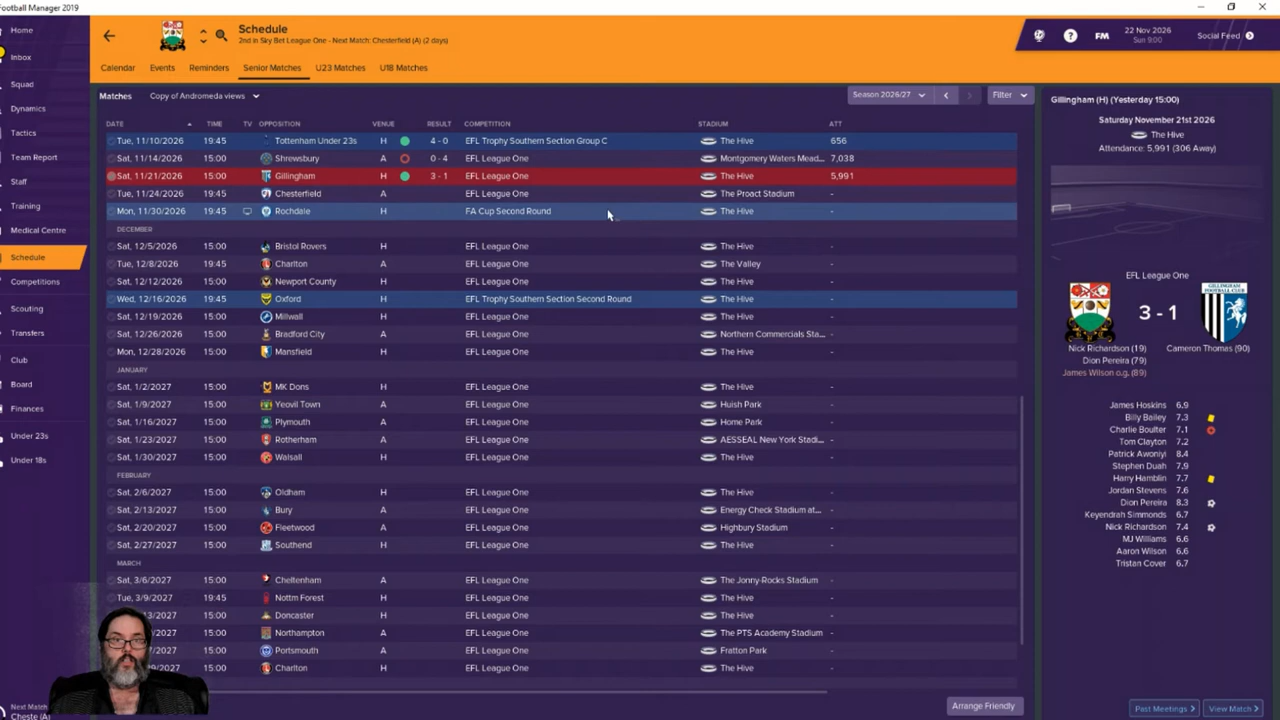 Football Manager 2019
Home
Inbox
Squad
Dynamics
Tactics
Team Report
Staff
Training
Medical Centre
Schedule
Competitions
Scouting
Transfers
Club
Board
Finances
Under 23s
Under 18s
Next Match
Cheste (A)
Schedule
2nd in Sky Bet League One - Next Match: Chesterfield (A) (2 days)
FM
22 Nov 2026
Sun 9:00
Social Feed
Calendar Events Reminders Senior Matches U23 Matches U18 Matches
Matches Copy of Andromeda views Season 2026/27 Filter
DATE TIME TV OPPOSITION VENUE RESULT COMPETITION STADIUM ATT
Tue, 11/10/2026 19:45 Tottenham Under 23s H 4 - 0 EFL Trophy Southern Section Group C The Hive 656
Sat, 11/14/2026 15:00 Shrewsbury A 0 - 4 EFL League One Montgomery Waters Mead... 7,038
Sat, 11/21/2026 15:00 Gillingham H 3 - 1 EFL League One The Hive 5,991
Tue, 11/24/2026 19:45 Chesterfield A EFL League One The Proact Stadium -
Mon, 11/30/2026 19:45 Rochdale H FA Cup Second Round The Hive -
DECEMBER
Sat, 12/5/2026 15:00 Bristol Rovers H EFL League One The Hive -
Tue, 12/8/2026 19:45 Charlton A EFL League One The Valley -
Sat, 12/12/2026 15:00 Newport County H EFL League One The Hive -
Wed, 12/16/2026 19:45 Oxford H EFL Trophy Southern Section Second Round The Hive -
Sat, 12/19/2026 15:00 Millwall H EFL League One The Hive -
Sat, 12/26/2026 15:00 Bradford City A EFL League One Northern Commercials Sta... -
Mon, 12/28/2026 15:00 Mansfield H EFL League One The Hive -
JANUARY
Sat, 1/2/2027 15:00 MK Dons H EFL League One The Hive -
Sat, 1/9/2027 15:00 Yeovil Town A EFL League One Huish Park -
Sat, 1/16/2027 15:00 Plymouth A EFL League One Home Park -
Sat, 1/23/2027 15:00 Rotherham A EFL League One AESSEAL New York Stadi... -
Sat, 1/30/2027 15:00 Walsall H EFL League One The Hive -
FEBRUARY
Sat, 2/6/2027 15:00 Oldham H EFL League One The Hive -
Sat, 2/13/2027 15:00 Bury A EFL League One Energy Check Stadium at... -
Sat, 2/20/2027 15:00 Fleetwood A EFL League One Highbury Stadium -
Sat, 2/27/2027 15:00 Southend H EFL League One The Hive -
MARCH
Sat, 3/6/2027 15:00 Cheltenham A EFL League One The Jonny-Rocks Stadium -
Tue, 3/9/2027 19:45 Nottm Forest H EFL League One The Hive -
13/2027 15:00 Doncaster H EFL League One The Hive -
15:00 Northampton A EFL League One The PTS Academy Stadium -
15:00 Portsmouth A EFL League One Fratton Park -
15:00 Charlton H EFL League One The Hive -
Arrange Friendly
Gillingham (H) (Yesterday 15:00)
Saturday November 21st 2026
The Hive
Attendance: 5,991 (306 Away)
EFL League One
3 - 1
Nick Richardson (19) Cameron Thomas (90)
Dion Pereira (79)
James Wilson o.g. (89)
James Hoskins 6.9
Billy Bailey 7.3
Charlie Boulter 7.1
Tom Clayton 7.2
Patrick Awoniyi 8.4
Stephen Duah 7.9
Harry Hamblin 7.7
Jordan Stevens 7.6
Dion Pereira 8.3
Keyendrah Simmonds 6.7
Nick Richardson 7.4
MJ Williams 6.6
Aaron Wilson 6.6
Tristan Cover 6.7
Past Meetings View Match